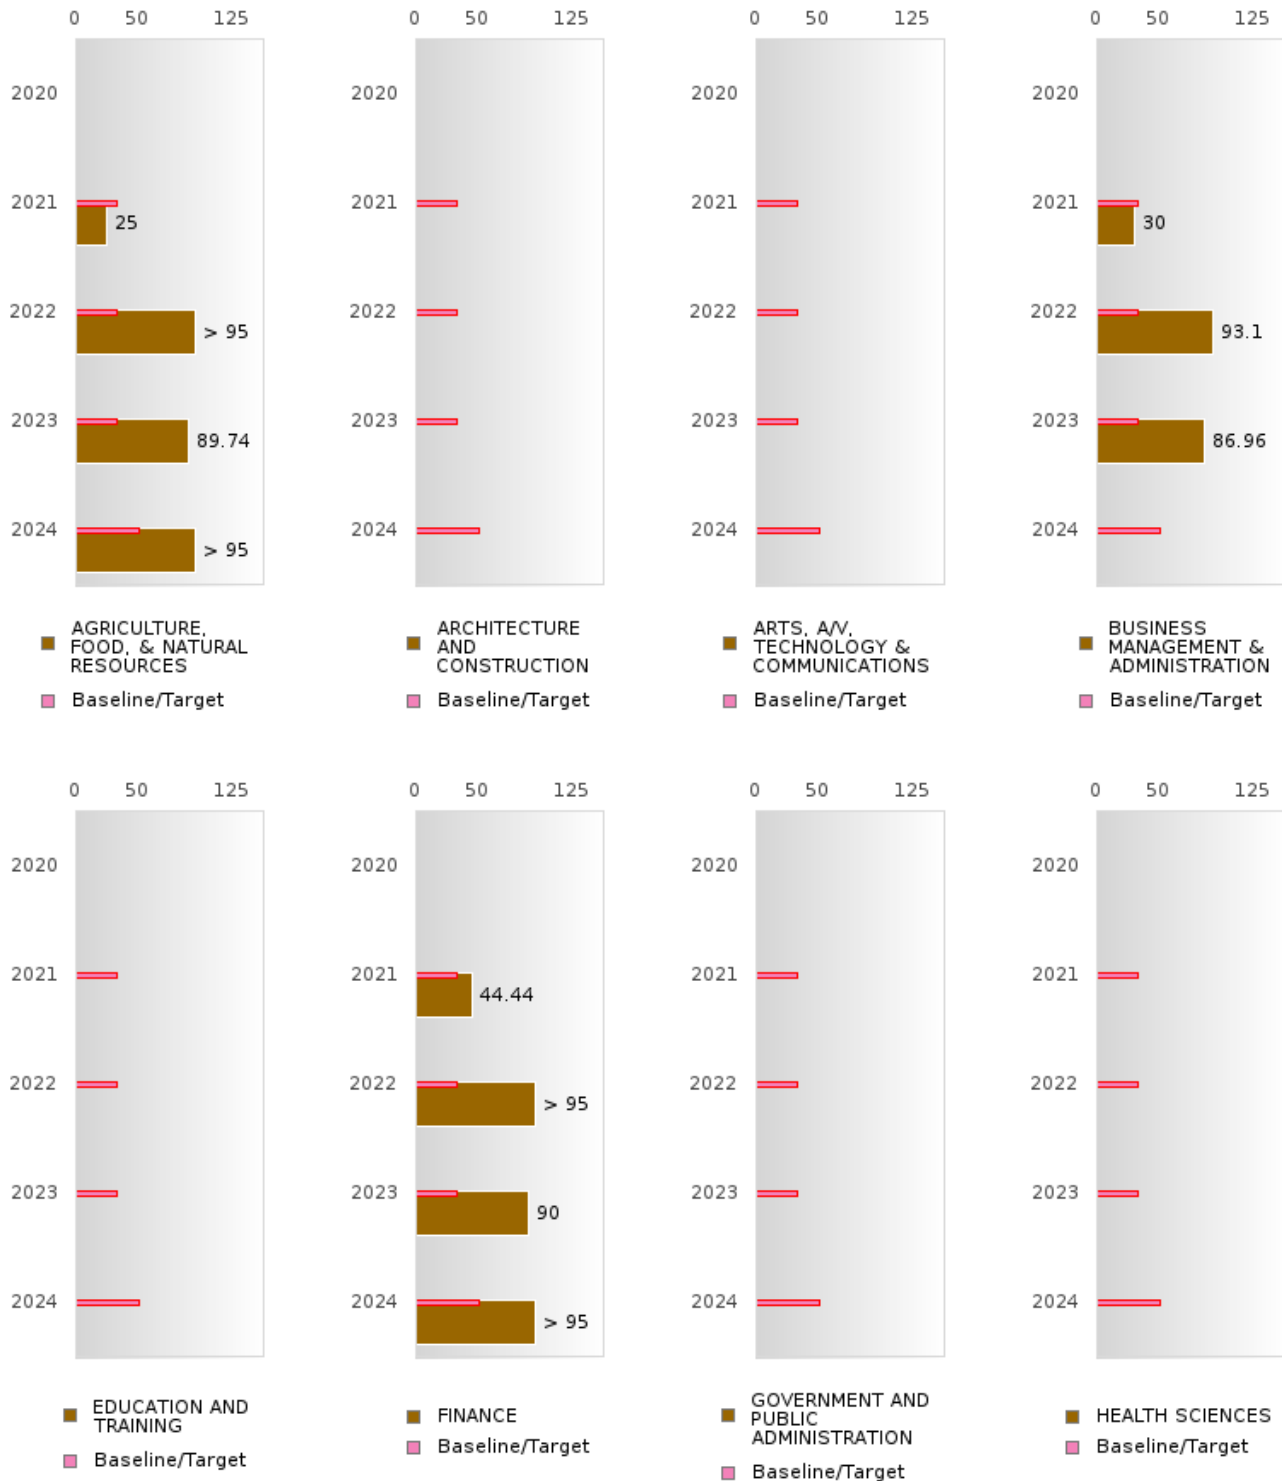 0 50 125
0 50 125
0 50 125
0 50 125
2020
2020
2020
2020
2021
25
2021
2021
2021
30
2022
> 95
2022
2022
2022
93.1
2023
89.74
2023
2023
2023
86.96
2024
> 95
2024
2024
2024
AGRICULTURE,
FOOD, & NATURAL
RESOURCES
Baseline/Target
ARCHITECTURE
AND
CONSTRUCTION
Baseline/Target
ARTS, A/V,
TECHNOLOGY &
COMMUNICATIONS
Baseline/Target
BUSINESS
MANAGEMENT &
ADMINISTRATION
Baseline/Target
0 50 125
0 50 125
0 50 125
0 50 125
2020
2020
2020
2020
2021
2021
44.44
2021
2021
2022
2022
> 95
2022
2022
2023
2023
90
2023
2023
2024
2024
> 95
2024
2024
EDUCATION AND
TRAINING
Baseline/Target
FINANCE
Baseline/Target
GOVERNMENT AND
PUBLIC
ADMINISTRATION
Baseline/Target
HEALTH SCIENCES
Baseline/Target